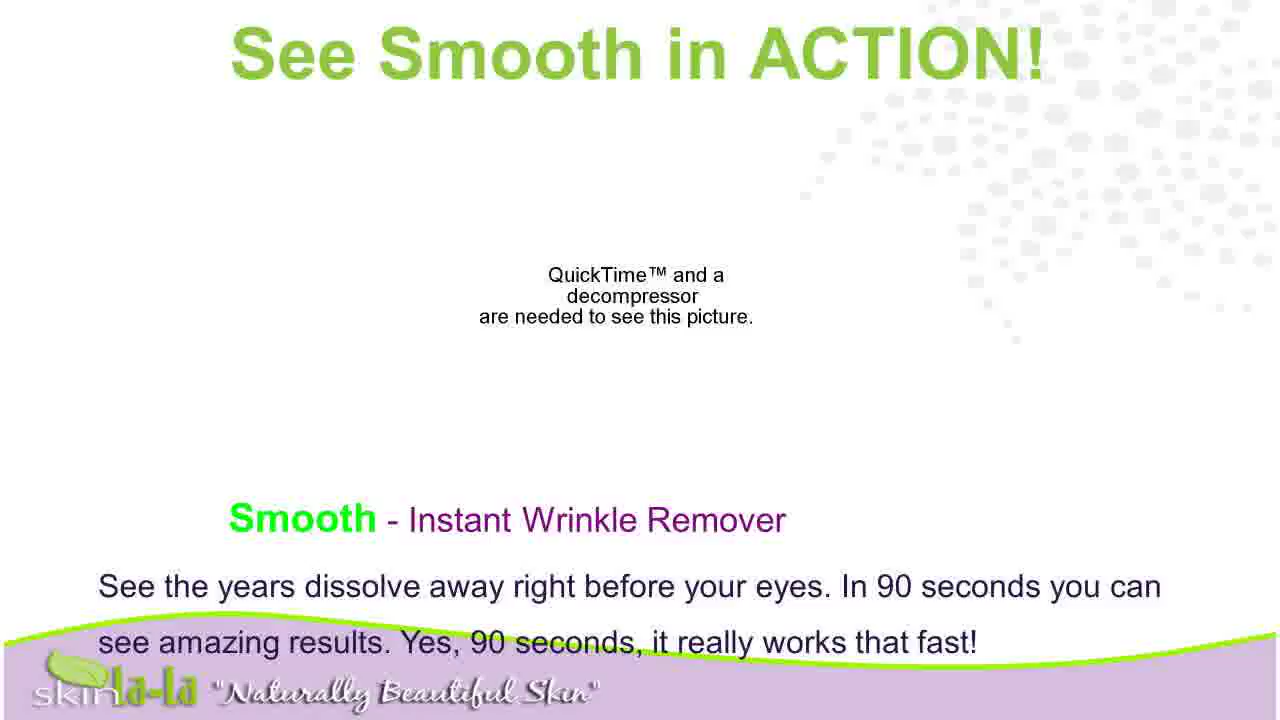 See Smooth in ACTION!
QuickTime™ and a
decompressor
are needed to see this picture.
Smooth - Instant Wrinkle Remover
See the years dissolve away right before your eyes. In 90 seconds you can
see amazing results. Yes, 90 seconds, it really works that fast!
skin lā-lā "Naturally Beautiful Skin"